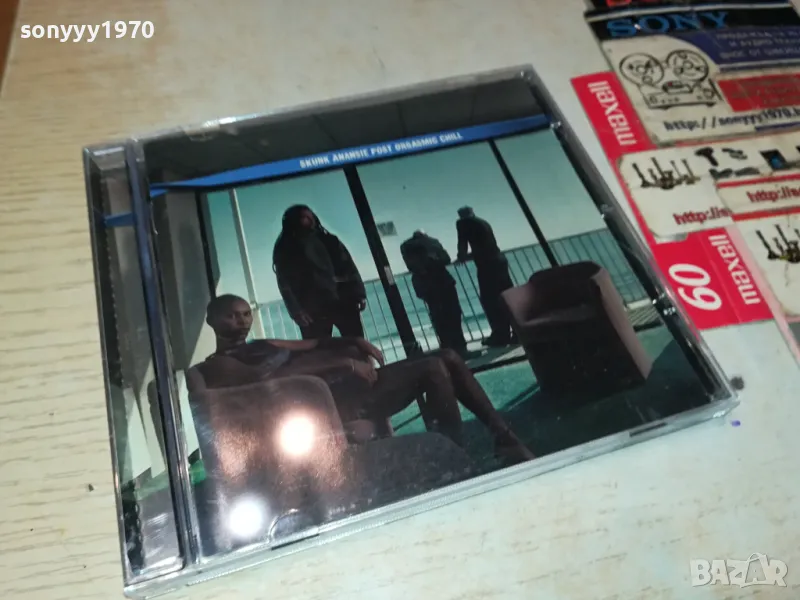 sonyyy1970
SONY
http://sonyyy1970.b
maxell
http://s
http
60
maxell
SKUNK ANANSIE POST ORGASMIC CHILL
BAZAR